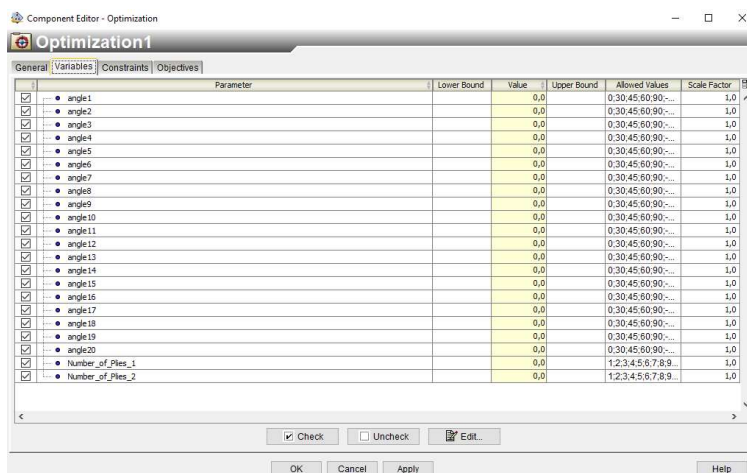 Component Editor - Optimization
Optimization1
General Variables Constraints Objectives
Parameter Lower Bound Value Upper Bound Allowed Values Scale Factor
angle1 0,0 0;30;45;60;90;-... 1,0
angle2 0,0 0;30;45;60;90;-... 1,0
angle3 0,0 0;30;45;60;90;-... 1,0
angle4 0,0 0;30;45;60;90;-... 1,0
angle5 0,0 0;30;45;60;90;-... 1,0
angle6 0,0 0;30;45;60;90;-... 1,0
angle7 0,0 0;30;45;60;90;-... 1,0
angle8 0,0 0;30;45;60;90;-... 1,0
angle9 0,0 0;30;45;60;90;-... 1,0
angle10 0,0 0;30;45;60;90;-... 1,0
angle11 0,0 0;30;45;60;90;-... 1,0
angle12 0,0 0;30;45;60;90;-... 1,0
angle13 0,0 0;30;45;60;90;-... 1,0
angle14 0,0 0;30;45;60;90;-... 1,0
angle15 0,0 0;30;45;60;90;-... 1,0
angle16 0,0 0;30;45;60;90;-... 1,0
angle17 0,0 0;30;45;60;90;-... 1,0
angle18 0,0 0;30;45;60;90;-... 1,0
angle19 0,0 0;30;45;60;90;-... 1,0
angle20 0,0 0;30;45;60;90;-... 1,0
Number_of_Plies_1 0,0 1;2;3;4;5;6;7;8;9... 1,0
Number_of_Plies_2 0,0 1;2;3;4;5;6;7;8;9... 1,0
Check Uncheck Edit...
OK Cancel Apply Help